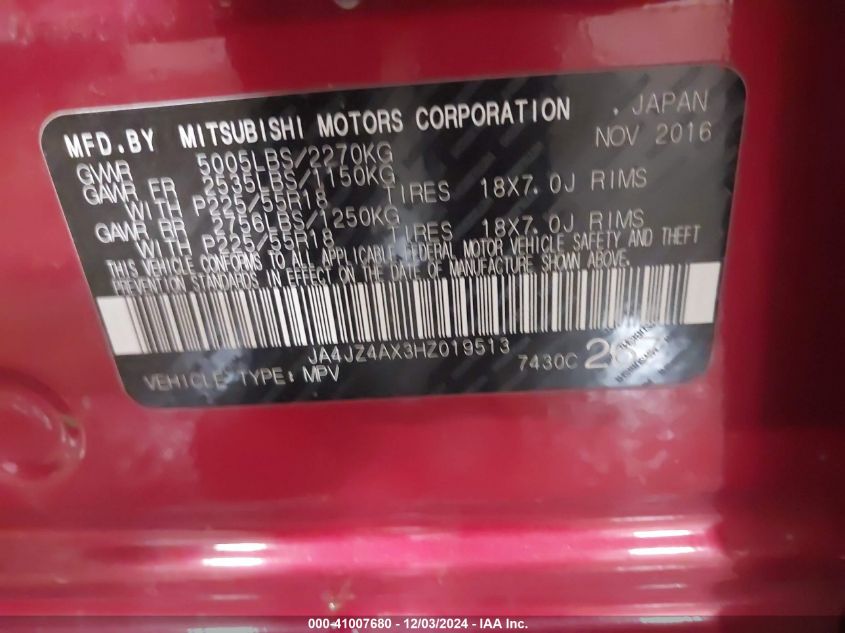 MFD.BY MITSUBISHI MOTORS CORPORATION , JAPAN
NOV 2016
GVWR 5005LBS/2270KG
GAWR FR 2535LBS/1150KG
WITH P225/55R18 TIRES 18X7.0J RIMS
GAWR RR 2756LBS/1250KG
WITH P225/55R18 TIRES 18X7.0J RIMS
THIS VEHICLE CONFORMS TO ALL APPLICABLE FEDERAL MOTOR VEHICLE SAFETY AND THEFT
PREVENTION STANDARDS IN EFFECT ON THE DATE OF MANUFACTURE SHOWN ABOVE.
JA4JZ4AX3HZ019513
VEHICLE TYPE: MPV
7430C 267
000-41007680 - 12/03/2024 - IAA Inc.